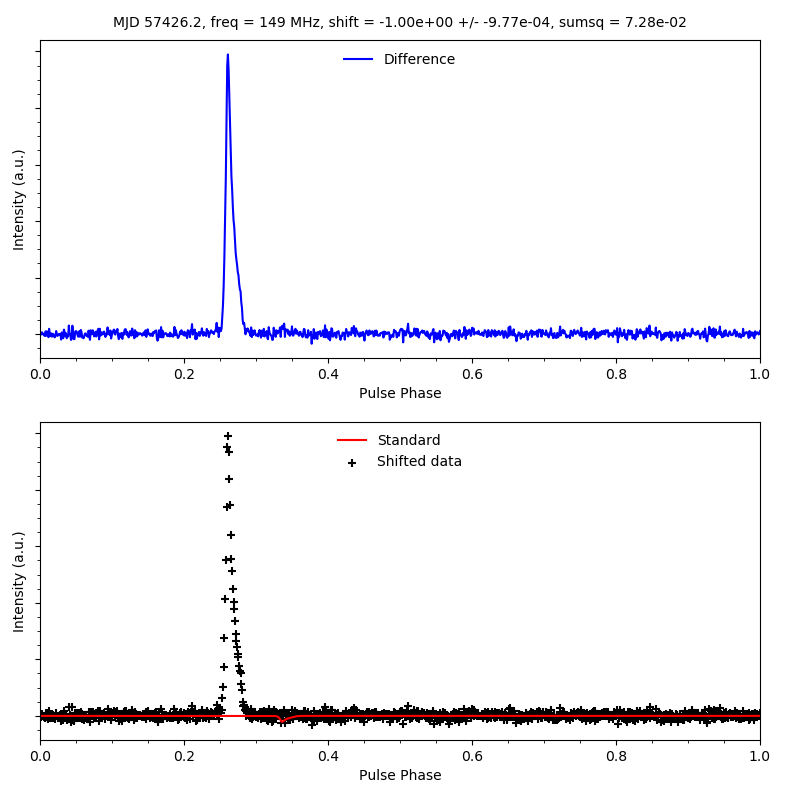 MJD 57426.2, freq = 149 MHz, shift = -1.00e+00 +/- -9.77e-04, sumsq = 7.28e-02
Difference
Intensity (a.u.)
0.0 0.2 0.4 0.6 0.8 1.0
Pulse Phase
Standard
Shifted data
Intensity (a.u.)
0.0 0.2 0.4 0.6 0.8 1.0
Pulse Phase